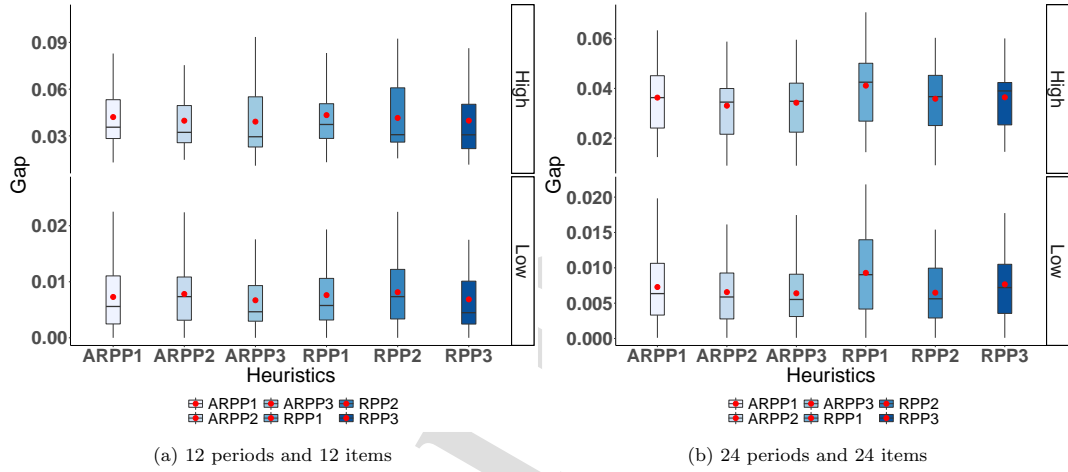 Gap
0.09
0.06
0.03
High
0.02
0.01
0.00
Low
ARPP1 ARPP2 ARPP3 RPP1 RPP2 RPP3
Heuristics
ARPP1 ARPP3 RPP2
ARPP2 RPP1 RPP3
(a) 12 periods and 12 items
Gap
0.06
0.04
0.02
High
0.020
0.015
0.010
0.005
0.000
Low
ARPP1 ARPP2 ARPP3 RPP1 RPP2 RPP3
Heuristics
ARPP1 ARPP3 RPP2
ARPP2 RPP1 RPP3
(b) 24 periods and 24 items